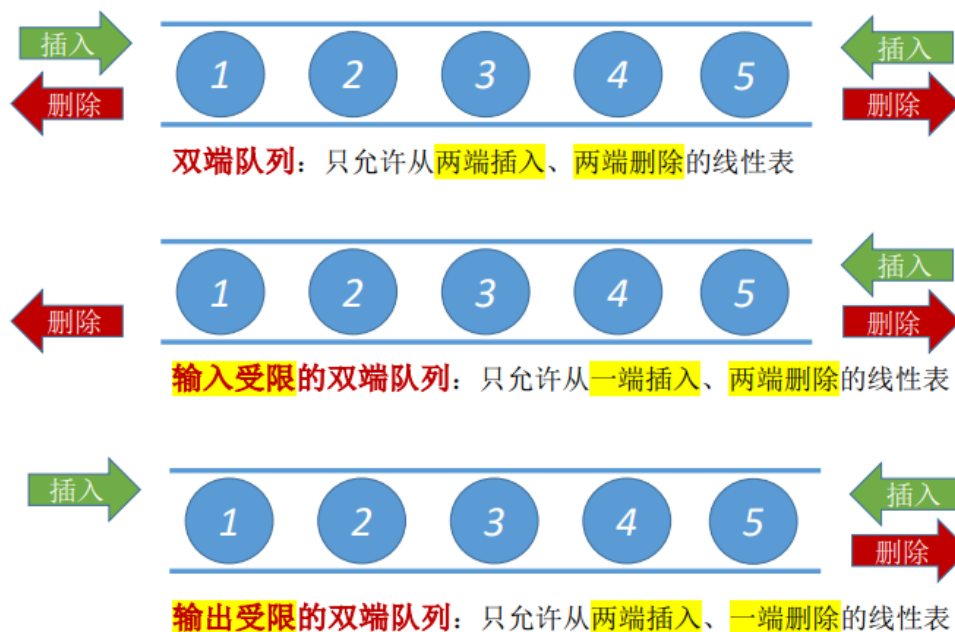 插入 1 2 3 4 5 插入
删除 删除
双端队列：只允许从两端插入、两端删除的线性表
1 2 3 4 5 插入
删除 删除
输入受限的双端队列：只允许从一端插入、两端删除的线性表
插入 1 2 3 4 5 插入
删除
输出受限的双端队列：只允许从两端插入、一端删除的线性表